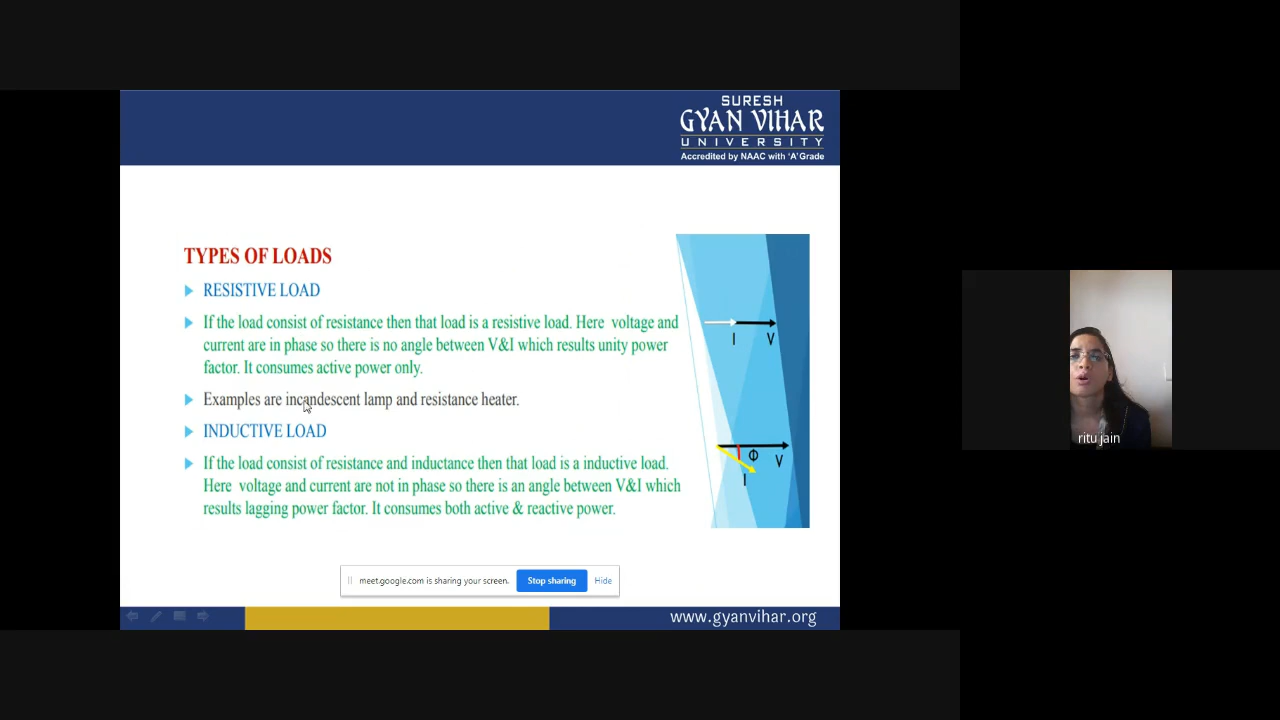 SURESH
GYAN VIHAR
UNIVERSITY
Accredited by NAAC with 'A' Grade
TYPES OF LOADS
RESISTIVE LOAD
If the load consist of resistance then that load is a resistive load. Here voltage and
current are in phase so there is no angle between V&I which results unity power
factor. It consumes active power only.
Examples are incandescent lamp and resistance heater.
INDUCTIVE LOAD
If the load consist of resistance and inductance then that load is a inductive load.
Here voltage and current are not in phase so there is an angle between V&I which
results lagging power factor. It consumes both active & reactive power.
I V
Φ V
I
meet.google.com is sharing your screen. Stop sharing Hide
www.gyanvihar.org
ritu jain